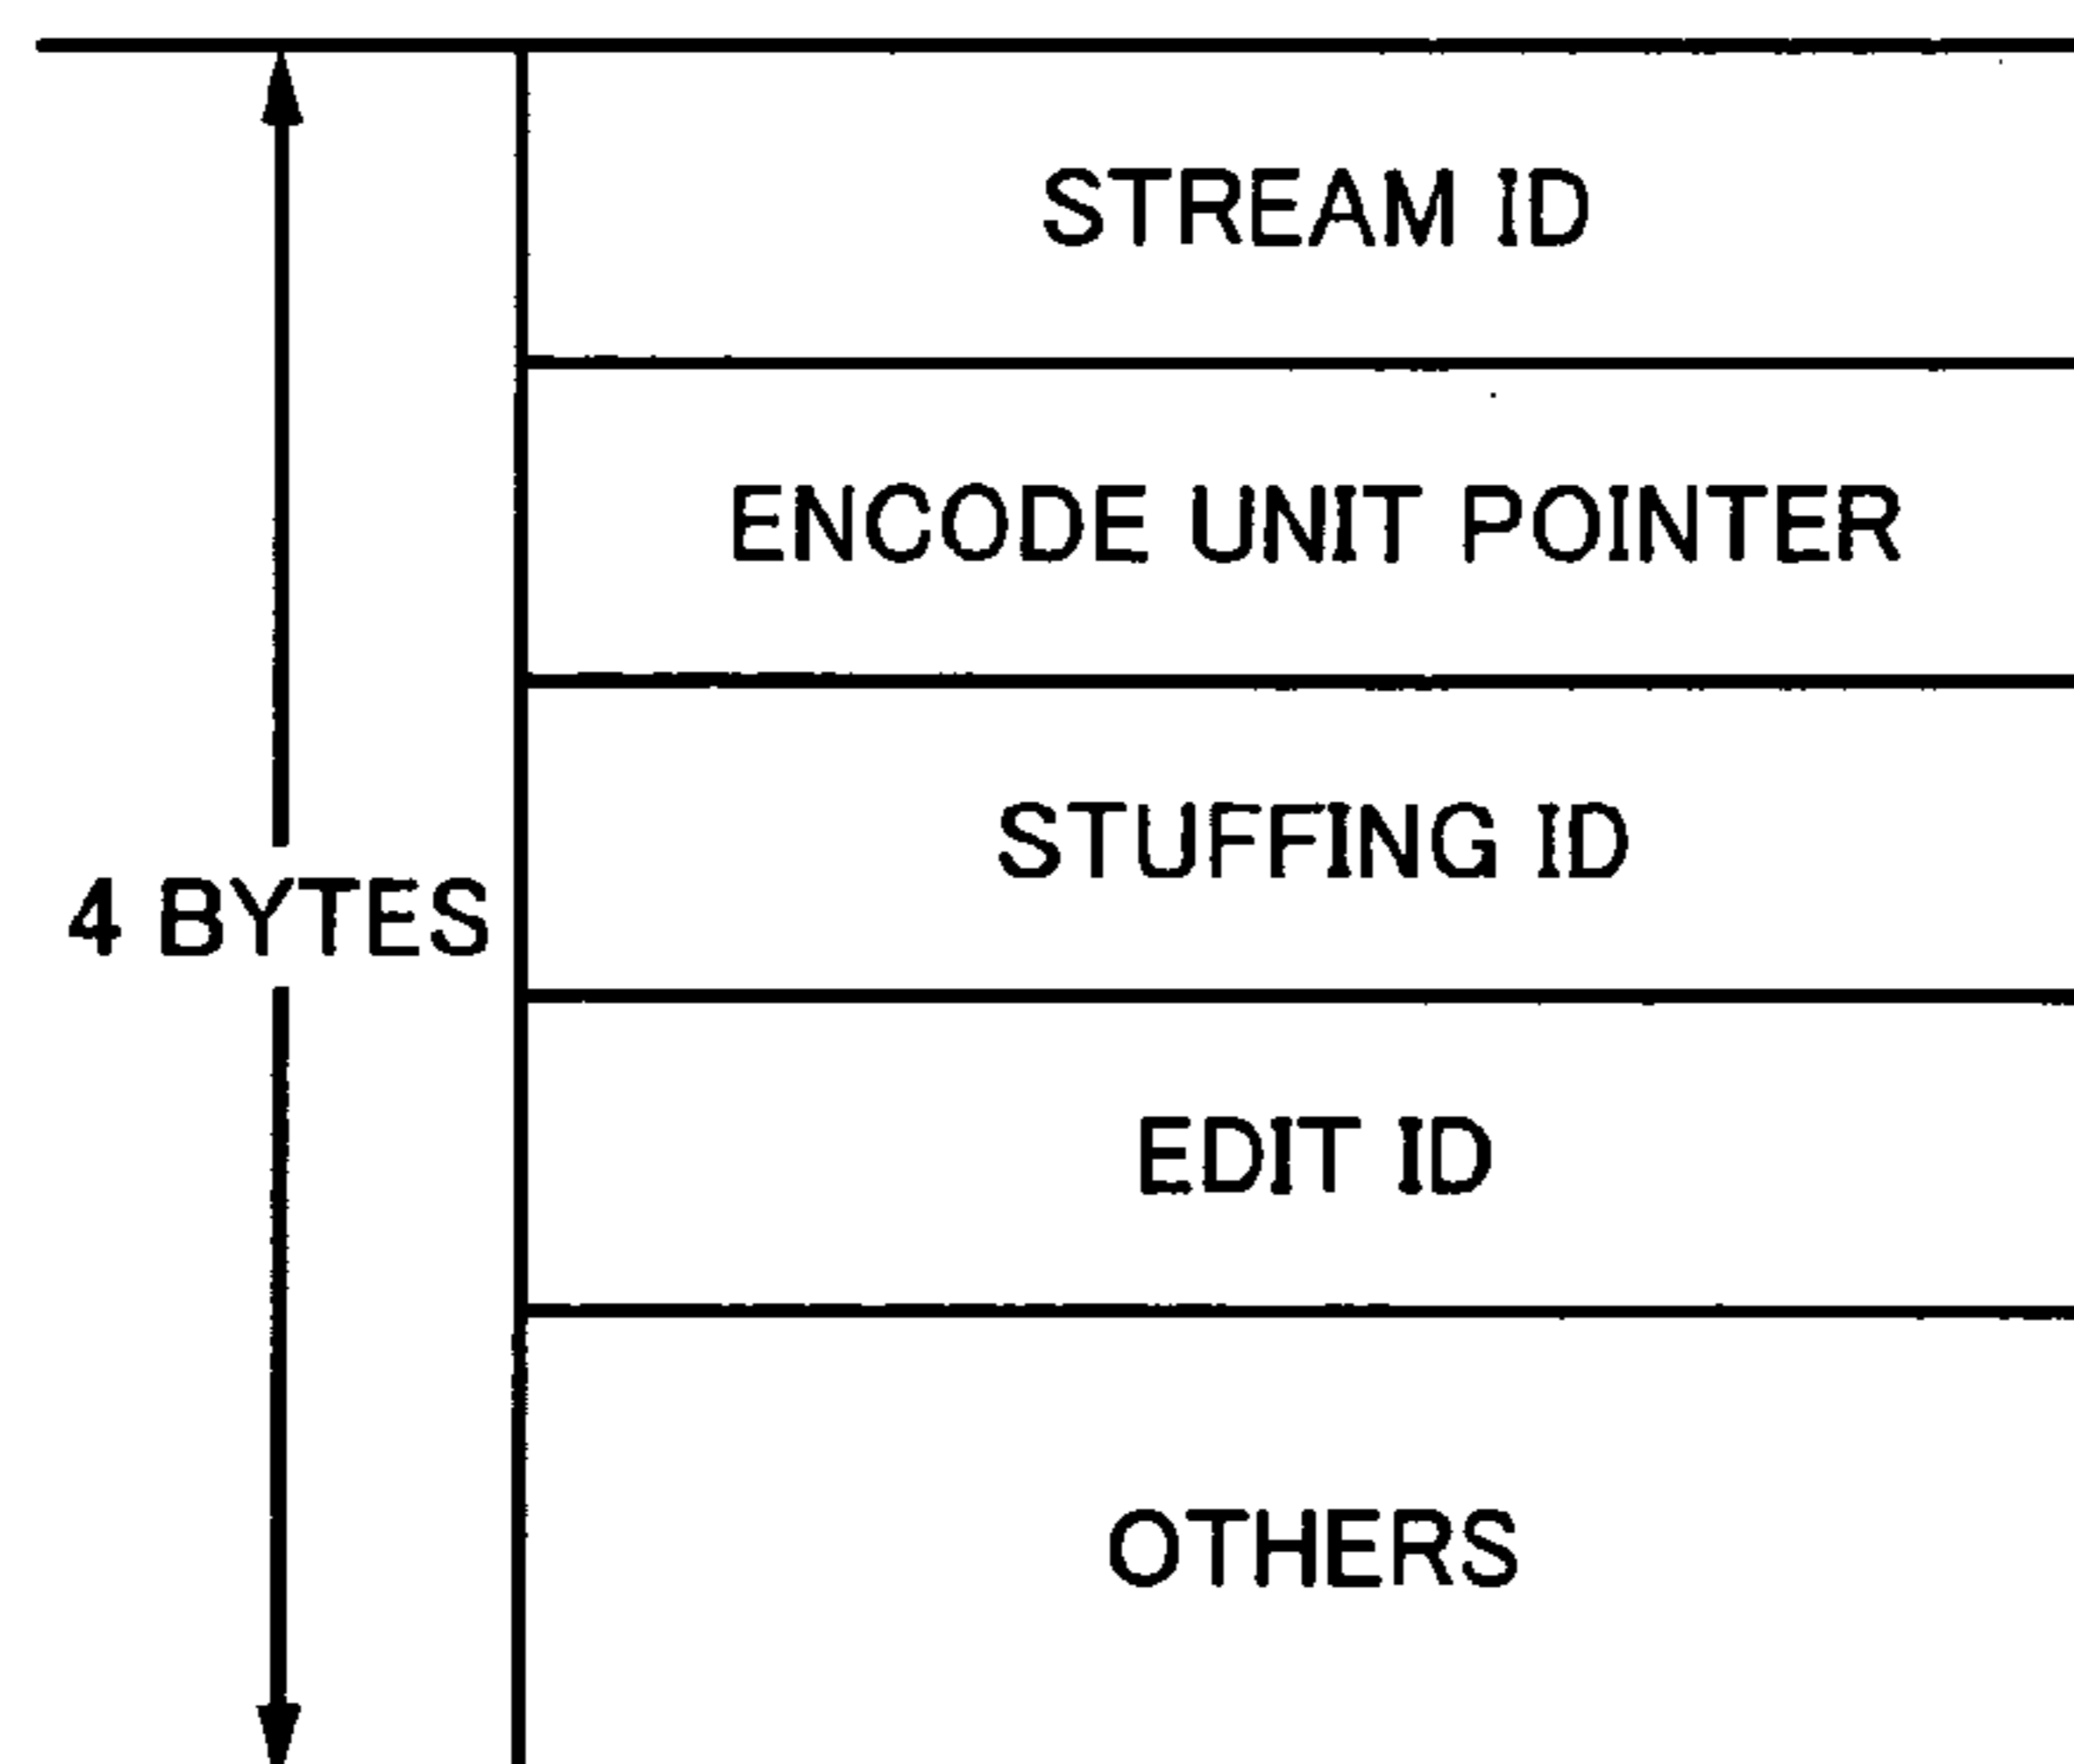 STREAM ID
ENCODE UNIT POINTER
STUFFING ID
4 BYTES
EDIT ID
OTHERS